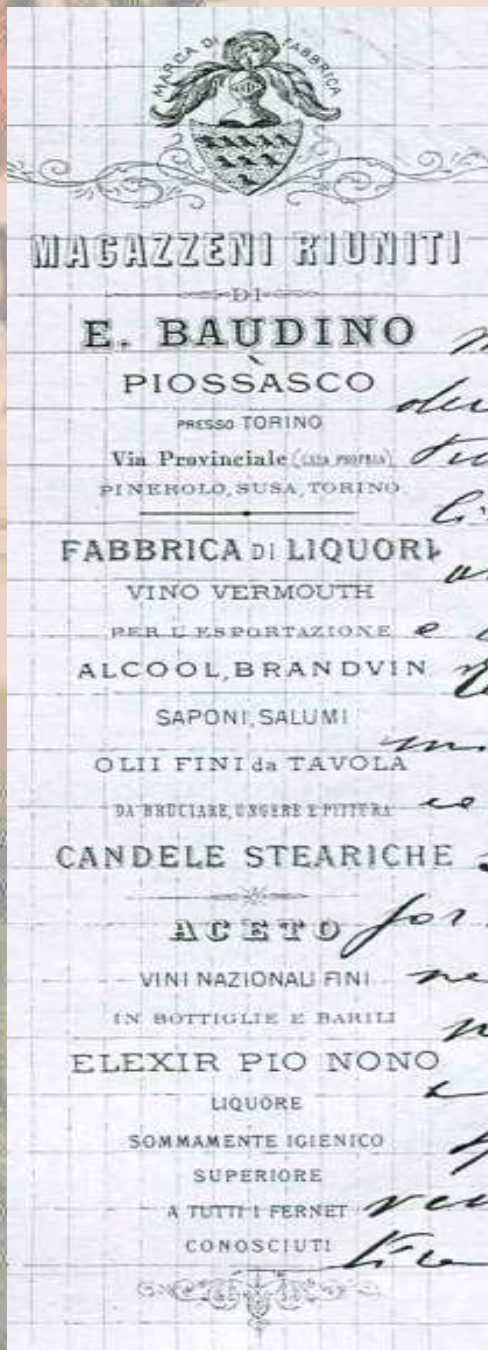 MARCA DI FABBRICA
MAGAZZENI RIUNITI
DI
E. BAUDINO
PIOSSASCO
PRESSO TORINO
Via Provinciale (CASA PROPRIA)
PINEROLO, SUSA, TORINO
FABBRICA DI LIQUORI
VINO VERMOUTH
PER L'ESPORTAZIONE e
ALCOOL, BRANDVIN
SAPONI, SALUMI
OLII FINI da TAVOLA
DA BRUCIARE, UNGERE E PITTURA
CANDELE STEARICHE
ACETO
VINI NAZIONALI FINI
IN BOTTIGLIE E BARILI
ELEXIR PIO NONO
LIQUORE
SOMMAMENTE IGIENICO
SUPERIORE
A TUTTI I FERNET
CONOSCIUTI